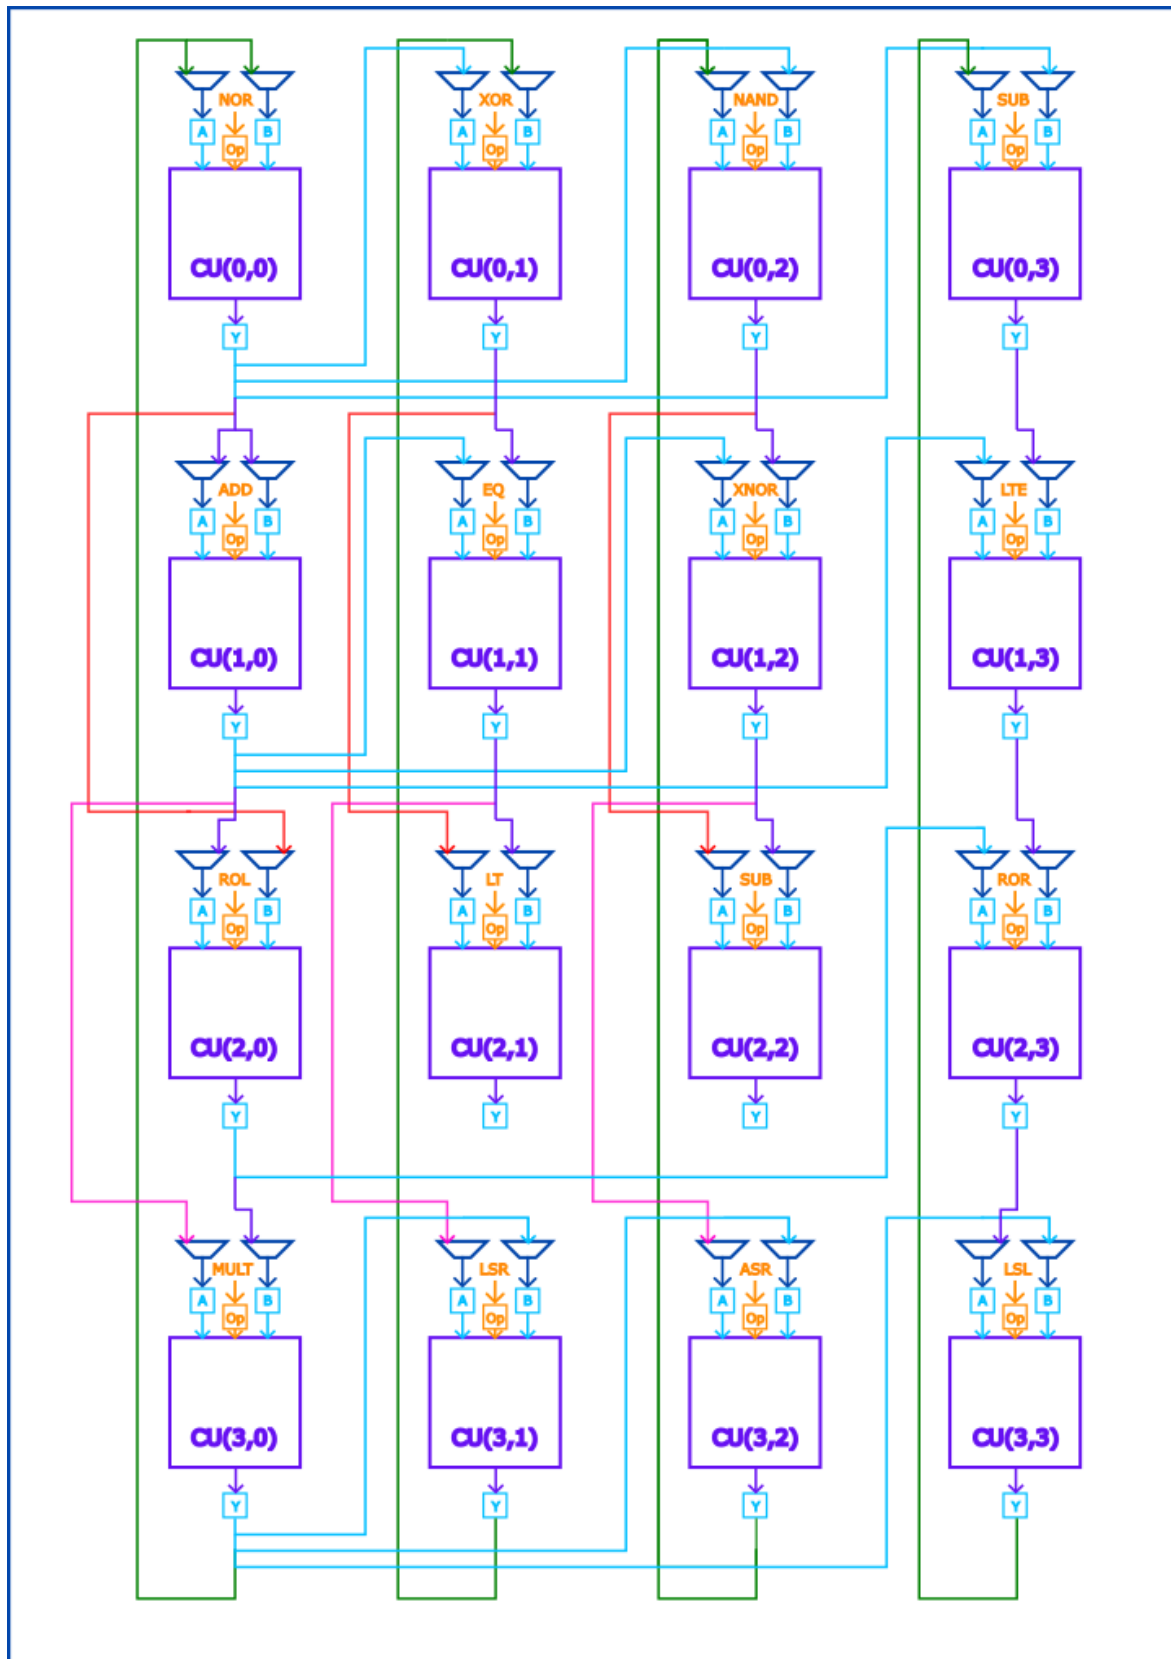 NOR XOR NAND SUB
A Op B A Op B A Op B A Op B
CU(0,0) CU(0,1) CU(0,2) CU(0,3)
Y Y Y Y
ADD EQ XNOR LTE
A Op B A Op B A Op B A Op B
CU(1,0) CU(1,1) CU(1,2) CU(1,3)
Y Y Y Y
ROL LT SUB ROR
A Op B A Op B A Op B A Op B
CU(2,0) CU(2,1) CU(2,2) CU(2,3)
Y Y Y Y
MULT LSR ASR LSL
A Op B A Op B A Op B A Op B
CU(3,0) CU(3,1) CU(3,2) CU(3,3)
Y Y Y Y